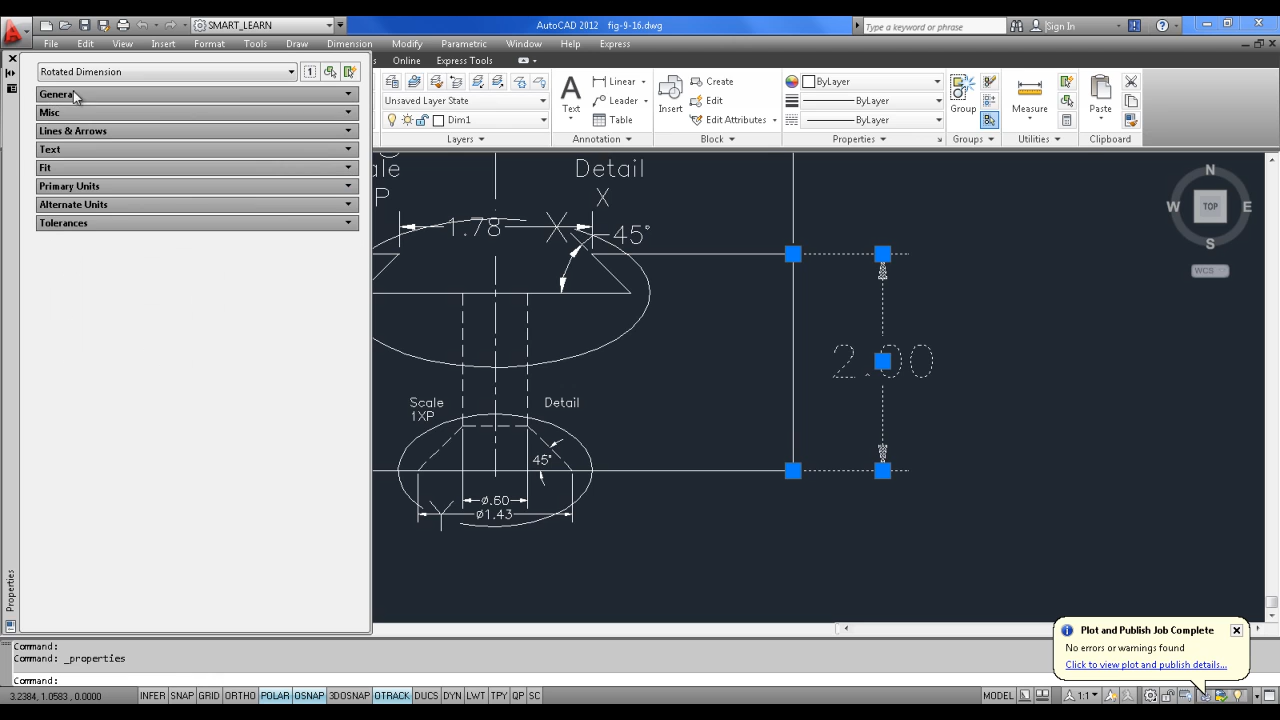 SMART_LEARN
AutoCAD 2012 fig-9-16.dwg
Type a keyword or phrase
Sign In
File Edit View Insert Format Tools Draw Dimension Modify Parametric Window Help Express
Online Express Tools
Rotated Dimension
General
Misc
Lines & Arrows
Text
Fit
Primary Units
Alternate Units
Tolerances
Properties
Unsaved Layer State
Dim1
Layers
Text
Linear
Leader
Table
Annotation
Insert
Create
Edit
Edit Attributes
Block
ByLayer
ByLayer
ByLayer
Properties
Group
Groups
Measure
Utilities
Paste
Clipboard
Detail
P X
1.78 X 45°
2.00
Scale Detail
1XP
45°
Ø.60
Ø1.43
Y
N
W TOP E
S
WCS
Plot and Publish Job Complete
No errors or warnings found
Click to view plot and publish details...
Command:
Command: _properties
Command:
3.2384, 1.0583, 0.0000 INFER SNAP GRID ORTHO POLAR OSNAP 3DOSNAP OTRACK DUCS DYN LWT TPY QP SC MODEL 1:1